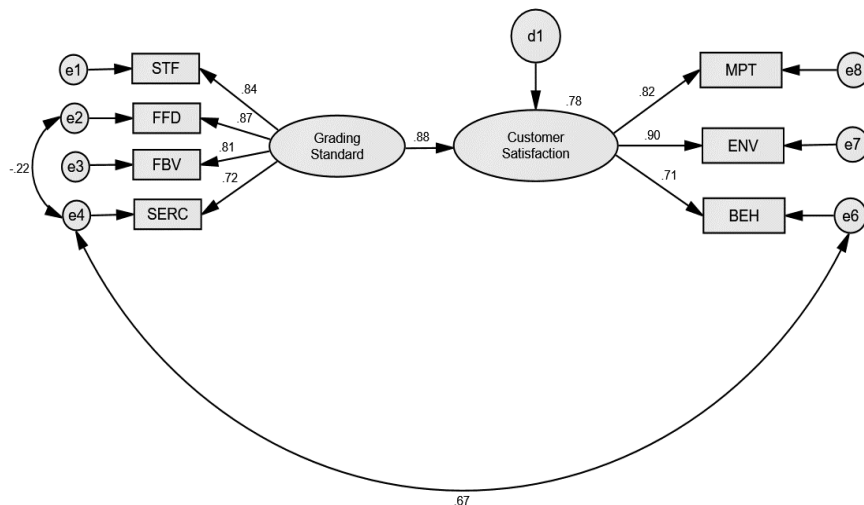 d1
e1
STF
MPT
e8
.84
.82
.78
e2
FFD
.87
Grading
Standard
.88
Customer
Satisfaction
.90
ENV
e7
-.22
e3
FBV
.81
.72
.71
e4
SERC
BEH
e6
.67